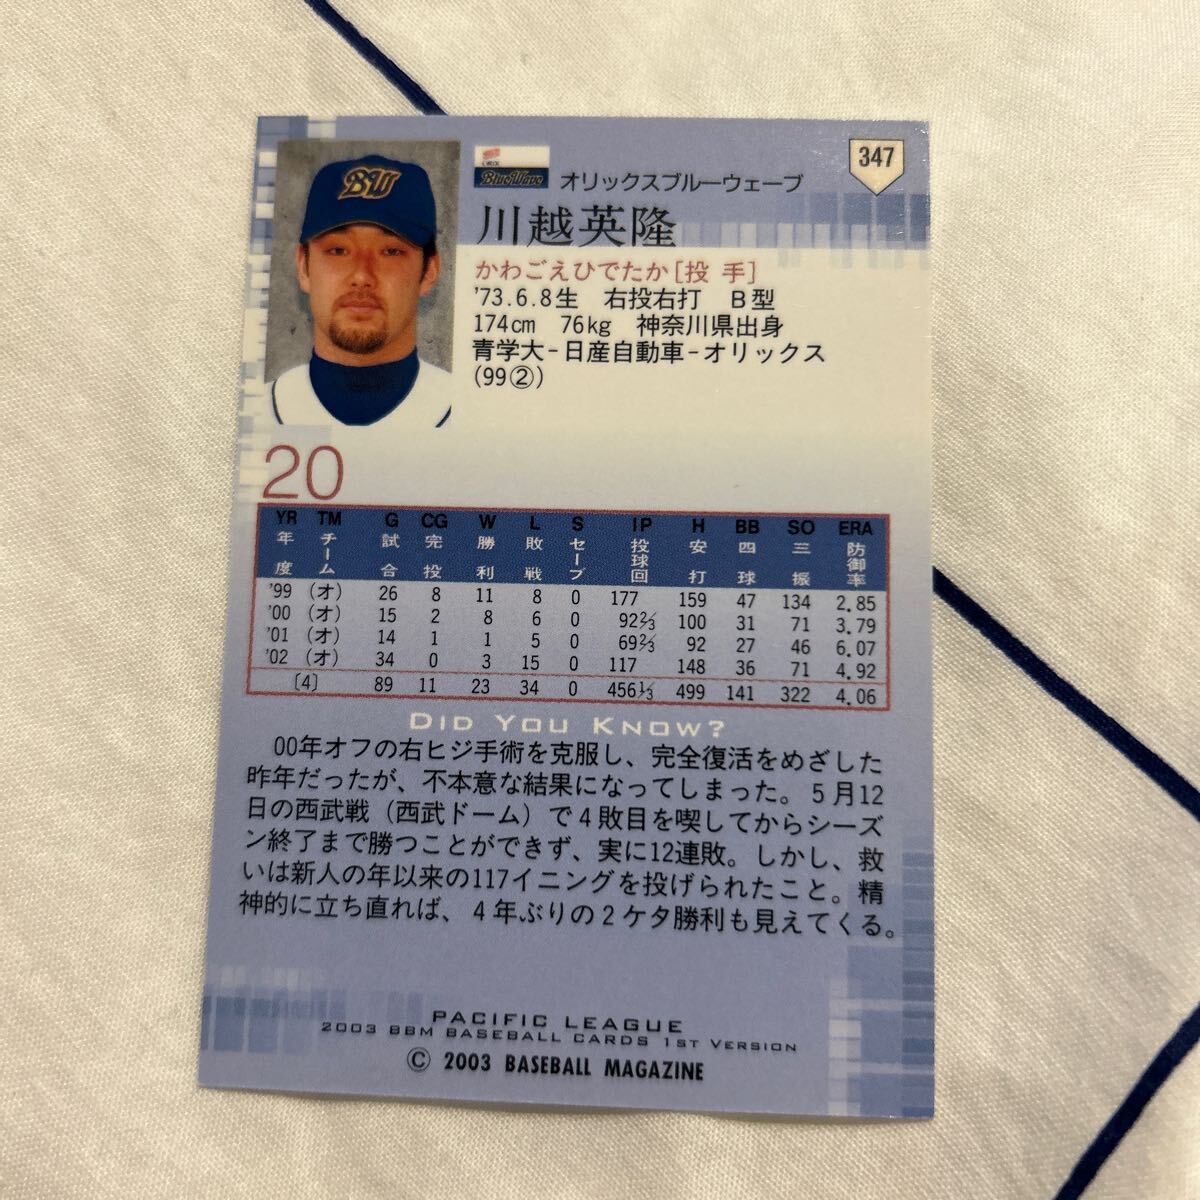 347
BW
ORIX
BlueWave
オリックスブルーウェーブ
川越英隆
かわごえひでたか[投 手]
'73.6.8生　右投右打　B型
174cm　76kg　神奈川県出身
青学大-日産自動車-オリックス
(99②)
20
YR TM G CG W L S IP H BB SO ERA
年度 チーム 試合 完投 勝利 敗戦 セーブ 投球回 安打 四球 三振 防御率
'99 (オ) 26 8 11 8 0 177 159 47 134 2.85
'00 (オ) 15 2 8 6 0 92⅔ 100 31 71 3.79
'01 (オ) 14 1 1 5 0 69⅔ 92 27 46 6.07
'02 (オ) 34 0 3 15 0 117 148 36 71 4.92
[4] 89 11 23 34 0 456⅓ 499 141 322 4.06
DID YOU KNOW?
00年オフの右ヒジ手術を克服し、完全復活をめざした
昨年だったが、不本意な結果になってしまった。5月12
日の西武戦（西武ドーム）で4敗目を喫してからシーズ
ン終了まで勝つことができず、実に12連敗。しかし、救
いは新人の年以来の117イニングを投げられたこと。精
神的に立ち直れば、4年ぶりの2ケタ勝利も見えてくる。
PACIFIC LEAGUE
2003 BBM BASEBALL CARDS 1ST VERSION
© 2003 BASEBALL MAGAZINE